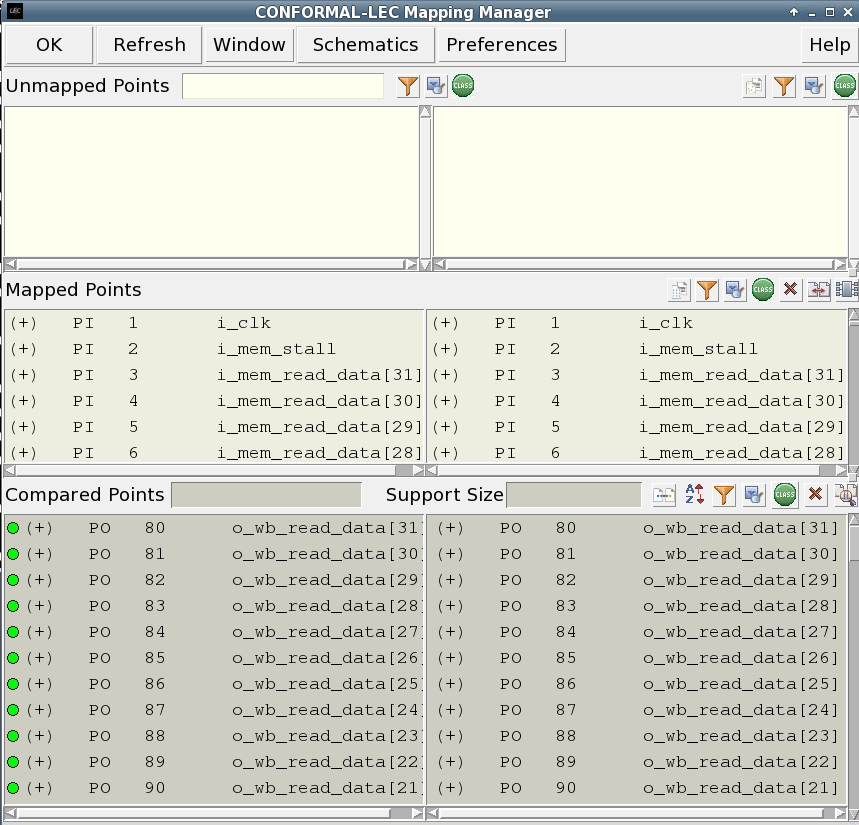 LEC CONFORMAL-LEC Mapping Manager
OK Refresh Window Schematics Preferences Help
Unmapped Points CLASS CLASS
Mapped Points CLASS
(+) PI 1 i_clk (+) PI 1 i_clk
(+) PI 2 i_mem_stall (+) PI 2 i_mem_stall
(+) PI 3 i_mem_read_data[31] (+) PI 3 i_mem_read_data[31]
(+) PI 4 i_mem_read_data[30] (+) PI 4 i_mem_read_data[30]
(+) PI 5 i_mem_read_data[29] (+) PI 5 i_mem_read_data[29]
(+) PI 6 i_mem_read_data[28] (+) PI 6 i_mem_read_data[28]
Compared Points Support Size A Z CLASS
(+) PO 80 o_wb_read_data[31] (+) PO 80 o_wb_read_data[31]
(+) PO 81 o_wb_read_data[30] (+) PO 81 o_wb_read_data[30]
(+) PO 82 o_wb_read_data[29] (+) PO 82 o_wb_read_data[29]
(+) PO 83 o_wb_read_data[28] (+) PO 83 o_wb_read_data[28]
(+) PO 84 o_wb_read_data[27] (+) PO 84 o_wb_read_data[27]
(+) PO 85 o_wb_read_data[26] (+) PO 85 o_wb_read_data[26]
(+) PO 86 o_wb_read_data[25] (+) PO 86 o_wb_read_data[25]
(+) PO 87 o_wb_read_data[24] (+) PO 87 o_wb_read_data[24]
(+) PO 88 o_wb_read_data[23] (+) PO 88 o_wb_read_data[23]
(+) PO 89 o_wb_read_data[22] (+) PO 89 o_wb_read_data[22]
(+) PO 90 o_wb_read_data[21] (+) PO 90 o_wb_read_data[21]